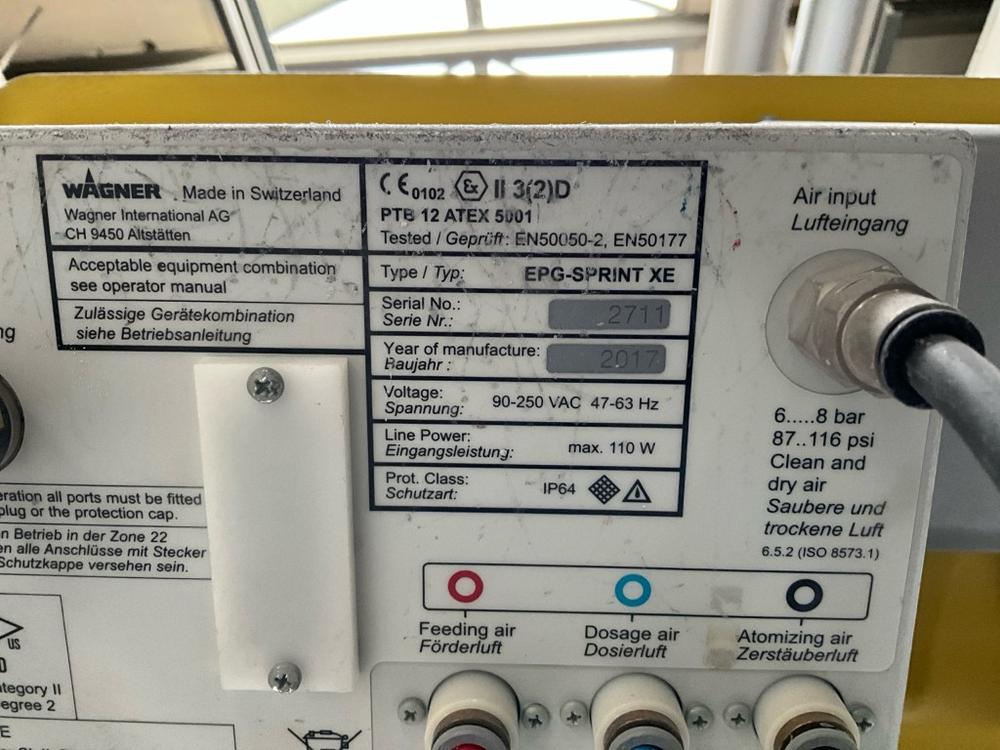 WAGNER Made in Switzerland
Wagner International AG
CH 9450 Altstätten
Acceptable equipment combination
see operator manual
Zulässige Gerätekombination
siehe Betriebsanleitung
CE 0102 Ex II 3(2)D
PTB 12 ATEX 5001
Tested / Geprüft: EN50050-2, EN50177
Type / Typ: EPG-SPRINT XE
Serial No.:
Serie Nr.: 2711
Year of manufacture:
Baujahr : 2017
Voltage:
Spannung: 90-250 VAC 47-63 Hz
Line Power:
Eingangsleistung: max. 110 W
Prot. Class:
Schutzart: IP64
Air input
Lufteingang
6.....8 bar
87..116 psi
Clean and
dry air
Saubere und
trockene Luft
6.5.2 (ISO 8573.1)
all ports must be fitted
plug or the protection cap.
Betrieb in der Zone 22
alle Anschlüsse mit Stecker
Schutzkappe versehen sein.
US
II
2
Feeding air
Förderluft
Dosage air
Dosierluft
Atomizing air
Zerstäuberluft